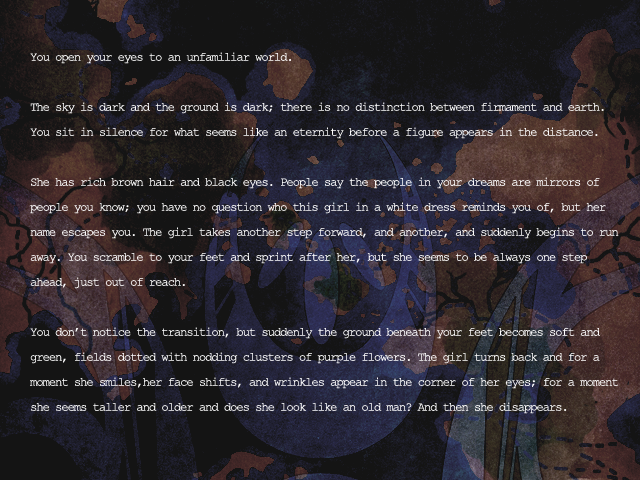 You open your eyes to an unfamiliar world.
The sky is dark and the ground is dark; there is no distinction between firmament and earth.
You sit in silence for what seems like an eternity before a figure appears in the distance.
She has rich brown hair and black eyes. People say the people in your dreams are mirrors of
people you know; you have no question who this girl in a white dress reminds you of, but her
name escapes you. The girl takes another step forward, and another, and suddenly begins to run
away. You scramble to your feet and sprint after her, but she seems to be always one step
ahead, just out of reach.
You don't notice the transition, but suddenly the ground beneath your feet becomes soft and
green, fields dotted with nodding clusters of purple flowers. The girl turns back and for a
moment she smiles,her face shifts, and wrinkles appear in the corner of her eyes; for a moment
she seems taller and older and does she look like an old man? And then she disappears.